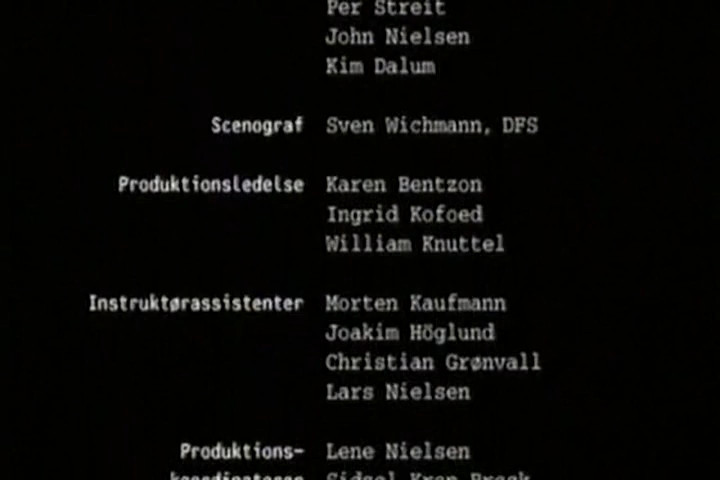 Per Streit
John Nielsen
Kim Dalum
Scenograf Sven Wichmann, DFS
Produktionsledelse Karen Bentzon
Ingrid Kofoed
William Knuttel
Instruktørassistenter Morten Kaufmann
Joakim Höglund
Christian Grønvall
Lars Nielsen
Produktions- Lene Nielsen